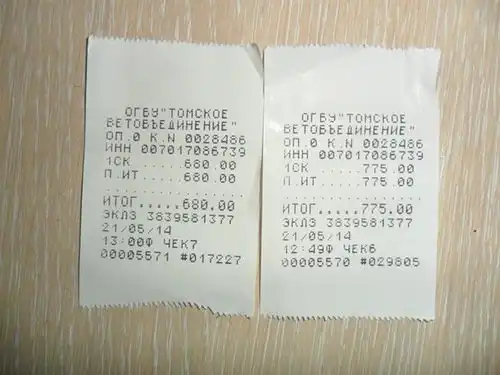 ОГБУ"ТОМСКОЕ
ВЕТОБЪЕДИНЕНИЕ"
ОП.0 К.N 0028486
ИНН 007017086739
1СК ......680.00
П.ИТ .....680.00
................
ИТОГ.....680.00
ЭКЛЗ 3839581377
21/05/14
13:00Ф ЧЕК7
00005571 #017227
ОГБУ"ТОМСКОЕ
ВЕТОБЪЕДИНЕНИЕ"
ОП.0 К.N 0028486
ИНН 007017086739
1СК ......775.00
П.ИТ .....775.00
................
ИТОГ.....775.00
ЭКЛЗ 3839581377
21/05/14
12:49Ф ЧЕК6
00005570 #029805